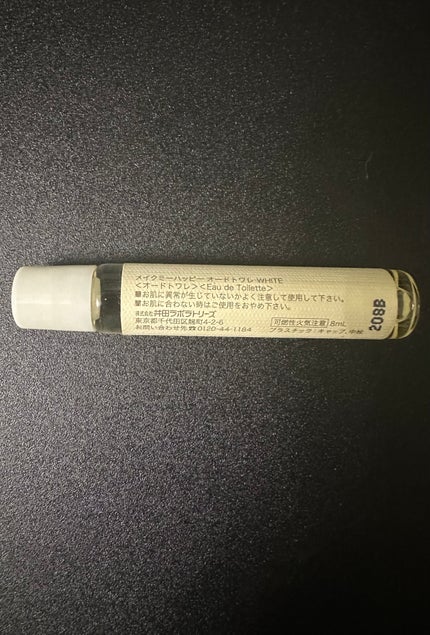 メイクミーハッピー オードトワレ WHITE
<オードトワレ><Eau de Toilette>
■お肌に異常が生じていないかよく注意して使用して下さい。
■お肌に合わない時はご使用をおやめ下さい。
株式会社 井田ラボラトリーズ
東京都千代田区麹町4-2-6
お問い合わせ先 0120-44-1184
可燃性火気注意 8mL
プラスチック:キャップ、中栓
208B